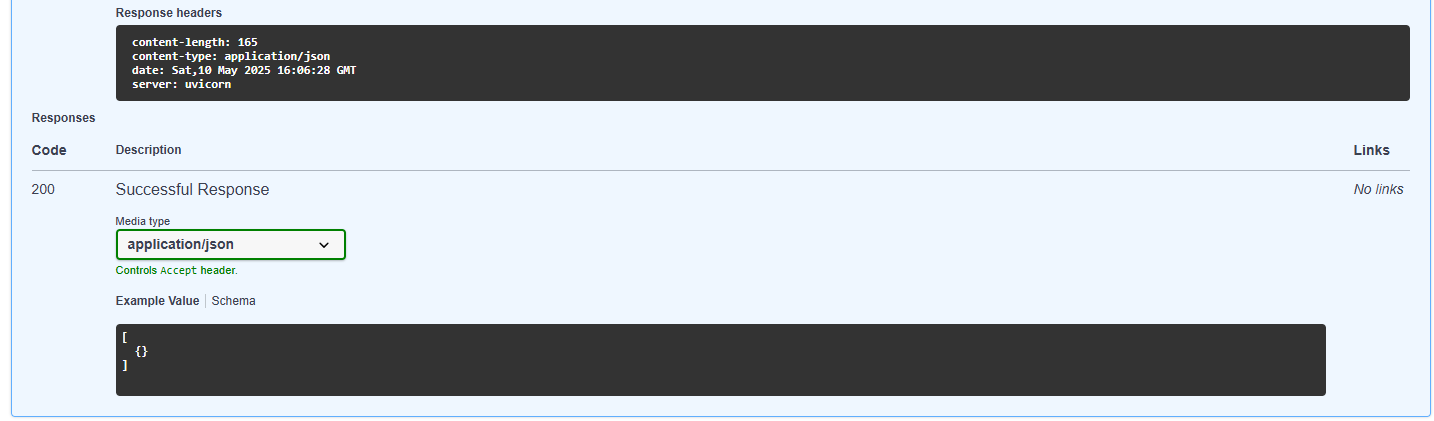 Response headers
content-length: 165
content-type: application/json
date: Sat,10 May 2025 16:06:28 GMT
server: uvicorn
Responses
Code Description Links
200 Successful Response No links
Media type
application/json
Controls Accept header.
Example Value Schema
[
{}
]